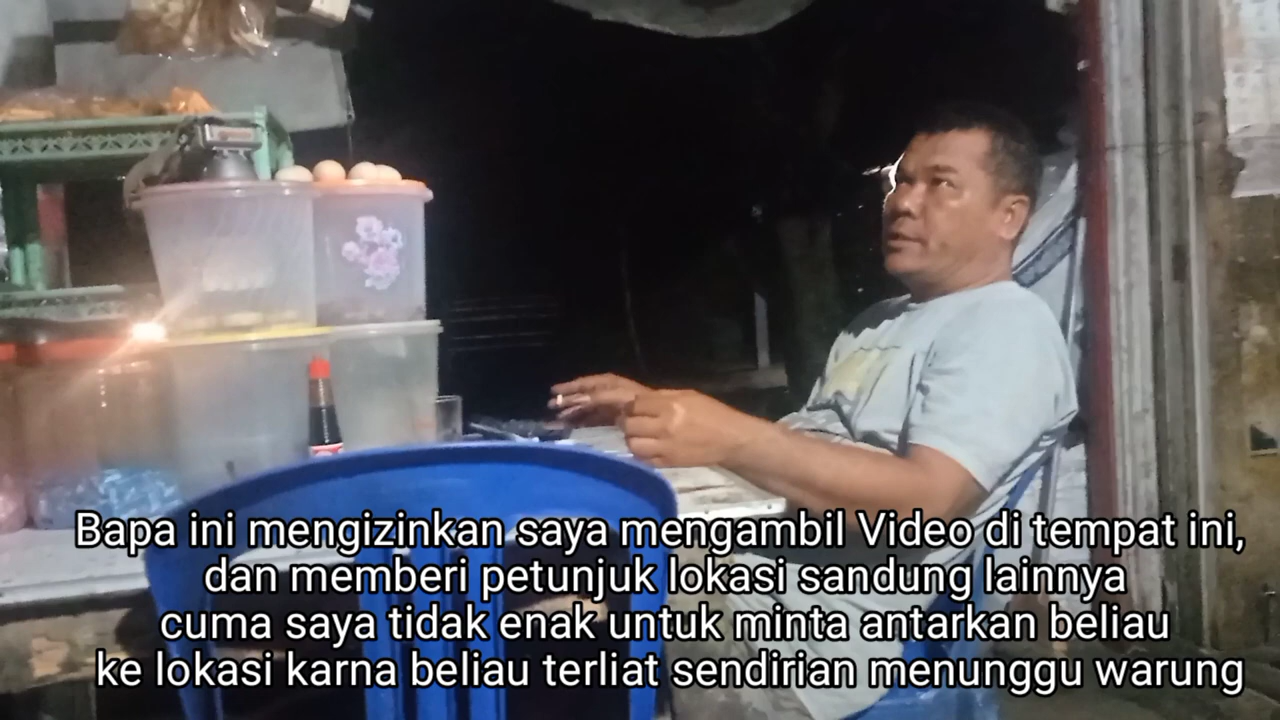 Bapa ini mengizinkan saya mengambil Video di tempat ini,
dan memberi petunjuk lokasi sandung lainnya
cuma saya tidak enak untuk minta antarkan beliau
ke lokasi karna beliau terliat sendirian menunggu warung